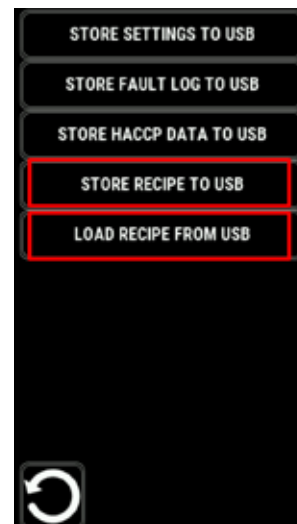 STORE SETTINGS TO USB
STORE FAULT LOG TO USB
STORE HACCP DATA TO USB
STORE RECIPE TO USB
LOAD RECIPE FROM USB